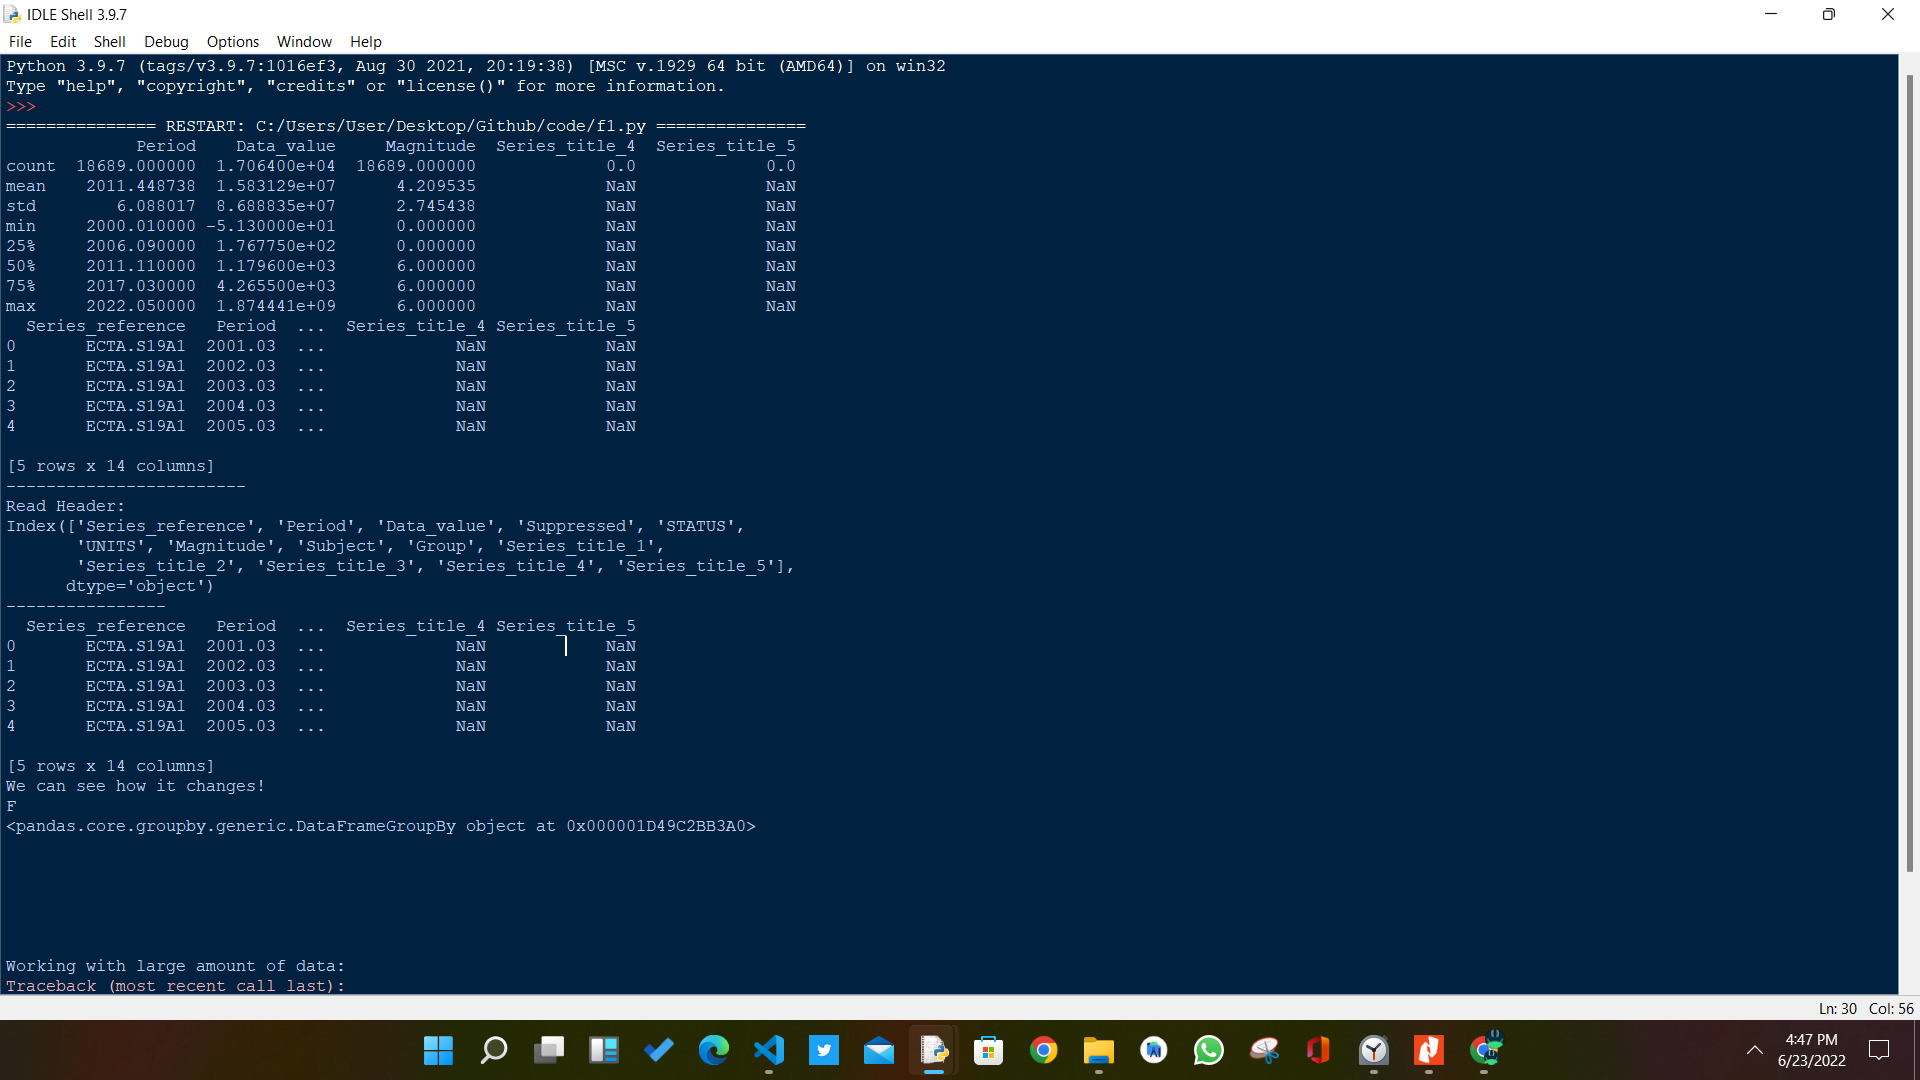 IDLE Shell 3.9.7
File Edit Shell Debug Options Window Help
Python 3.9.7 (tags/v3.9.7:1016ef3, Aug 30 2021, 20:19:38) [MSC v.1929 64 bit (AMD64)] on win32
Type "help", "copyright", "credits" or "license()" for more information.
>>>
=============== RESTART: C:/Users/User/Desktop/Github/code/f1.py ===============
             Period    Data_value     Magnitude  Series_title_4  Series_title_5
count  18689.000000  1.706400e+04  18689.000000             0.0             0.0
mean    2011.448738  1.583129e+07      4.209535             NaN             NaN
std        6.088017  8.688835e+07      2.745438             NaN             NaN
min     2000.010000 -5.130000e+01      0.000000             NaN             NaN
25%     2006.090000  1.767750e+02      0.000000             NaN             NaN
50%     2011.110000  1.179600e+03      6.000000             NaN             NaN
75%     2017.030000  4.265500e+03      6.000000             NaN             NaN
max     2022.050000  1.874441e+09      6.000000             NaN             NaN
  Series_reference   Period  ...  Series_title_4 Series_title_5
0       ECTA.S19A1  2001.03  ...             NaN            NaN
1       ECTA.S19A1  2002.03  ...             NaN            NaN
2       ECTA.S19A1  2003.03  ...             NaN            NaN
3       ECTA.S19A1  2004.03  ...             NaN            NaN
4       ECTA.S19A1  2005.03  ...             NaN            NaN
[5 rows x 14 columns]
------------------------
Read Header:
Index(['Series_reference', 'Period', 'Data_value', 'Suppressed', 'STATUS',
       'UNITS', 'Magnitude', 'Subject', 'Group', 'Series_title_1',
       'Series_title_2', 'Series_title_3', 'Series_title_4', 'Series_title_5'],
      dtype='object')
----------------
  Series_reference   Period  ...  Series_title_4 Series_title_5
0       ECTA.S19A1  2001.03  ...             NaN            NaN
1       ECTA.S19A1  2002.03  ...             NaN            NaN
2       ECTA.S19A1  2003.03  ...             NaN            NaN
3       ECTA.S19A1  2004.03  ...             NaN            NaN
4       ECTA.S19A1  2005.03  ...             NaN            NaN
[5 rows x 14 columns]
We can see how it changes!
F
<pandas.core.groupby.generic.DataFrameGroupBy object at 0x000001D49C2BB3A0>
Working with large amount of data:
Traceback (most recent call last):
Ln: 30 Col: 56
4:47 PM
6/23/2022